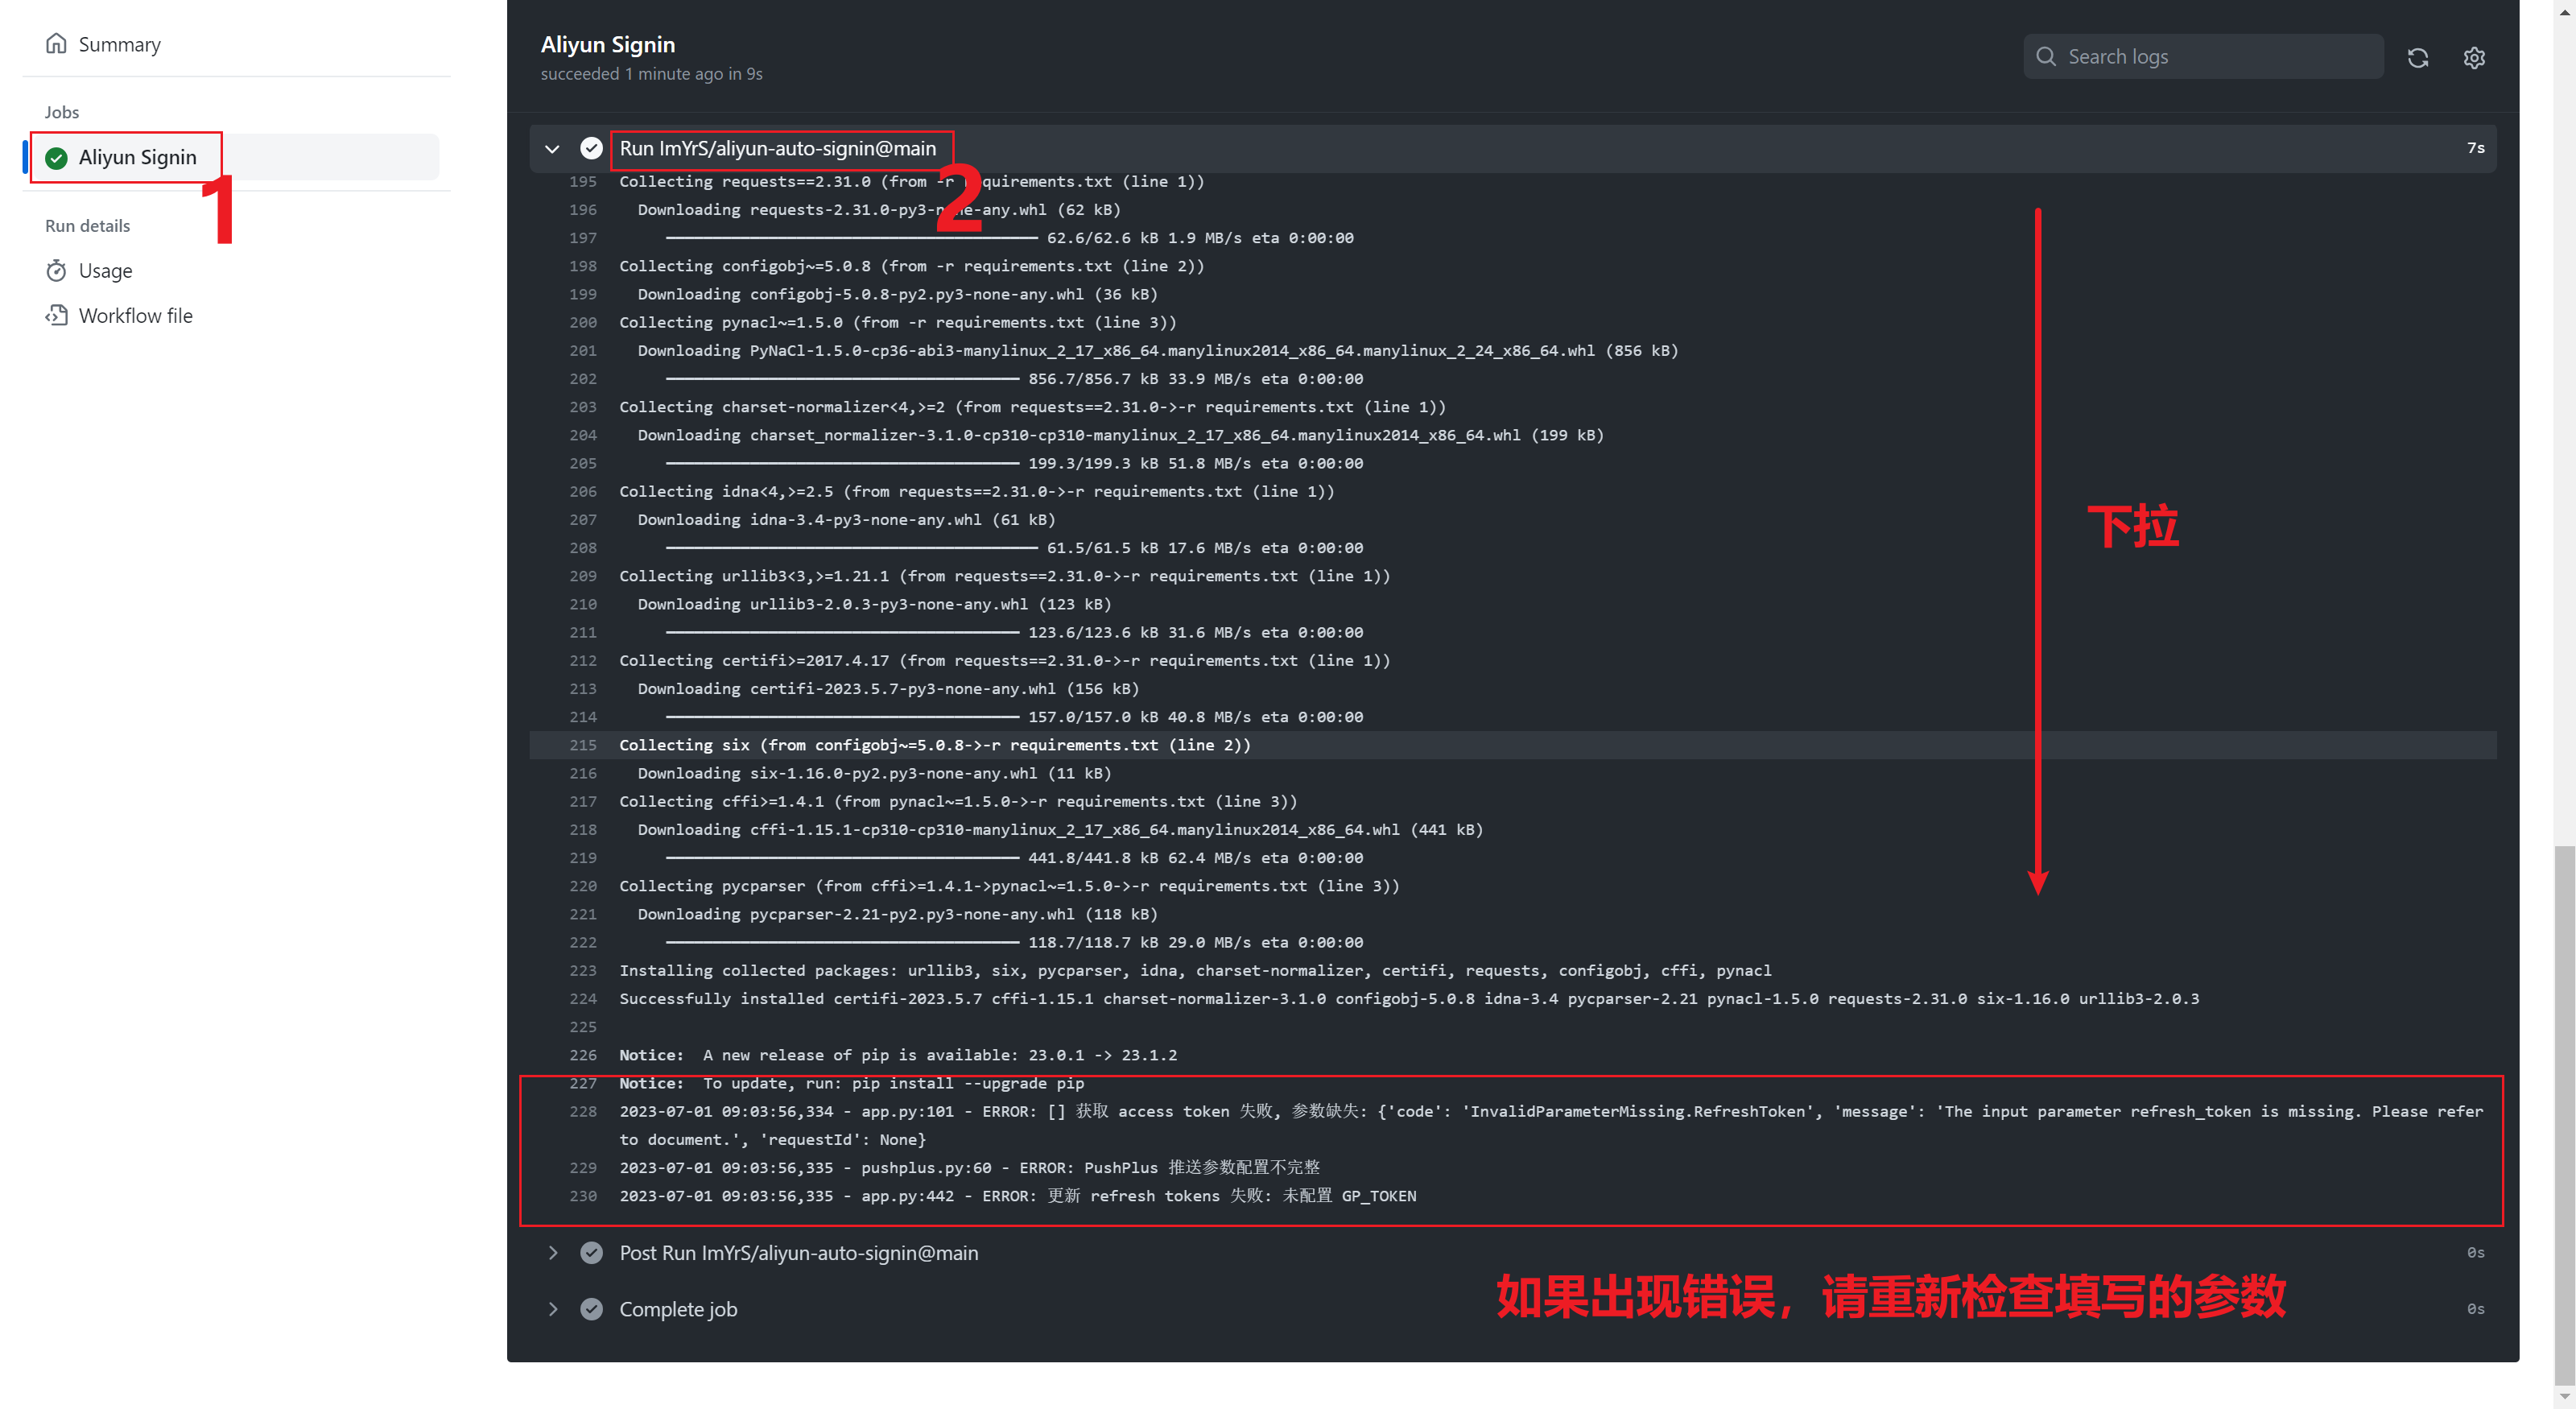 Summary
Jobs
Aliyun Signin
1
Run details
Usage
Workflow file
Aliyun Signin
succeeded 1 minute ago in 9s
Search logs
Run ImYrS/aliyun-auto-signin@main
7s
2
195 Collecting requests==2.31.0 (from -r requirements.txt (line 1))
196 Downloading requests-2.31.0-py3-none-any.whl (62 kB)
197 ━━━━━━━━━━━━━━━━━━━━━━━━━━━━━━━━━━━━━━━━ 62.6/62.6 kB 1.9 MB/s eta 0:00:00
198 Collecting configobj~=5.0.8 (from -r requirements.txt (line 2))
199 Downloading configobj-5.0.8-py2.py3-none-any.whl (36 kB)
200 Collecting pynacl~=1.5.0 (from -r requirements.txt (line 3))
201 Downloading PyNaCl-1.5.0-cp36-abi3-manylinux_2_17_x86_64.manylinux2014_x86_64.manylinux_2_24_x86_64.whl (856 kB)
202 ━━━━━━━━━━━━━━━━━━━━━━━━━━━━━━━━━━━━━━ 856.7/856.7 kB 33.9 MB/s eta 0:00:00
203 Collecting charset-normalizer<4,>=2 (from requests==2.31.0->-r requirements.txt (line 1))
204 Downloading charset_normalizer-3.1.0-cp310-cp310-manylinux_2_17_x86_64.manylinux2014_x86_64.whl (199 kB)
205 ━━━━━━━━━━━━━━━━━━━━━━━━━━━━━━━━━━━━━━ 199.3/199.3 kB 51.8 MB/s eta 0:00:00
206 Collecting idna<4,>=2.5 (from requests==2.31.0->-r requirements.txt (line 1))
207 Downloading idna-3.4-py3-none-any.whl (61 kB)
208 ━━━━━━━━━━━━━━━━━━━━━━━━━━━━━━━━━━━━━━━━ 61.5/61.5 kB 17.6 MB/s eta 0:00:00
209 Collecting urllib3<3,>=1.21.1 (from requests==2.31.0->-r requirements.txt (line 1))
210 Downloading urllib3-2.0.3-py3-none-any.whl (123 kB)
211 ━━━━━━━━━━━━━━━━━━━━━━━━━━━━━━━━━━━━━━ 123.6/123.6 kB 31.6 MB/s eta 0:00:00
212 Collecting certifi>=2017.4.17 (from requests==2.31.0->-r requirements.txt (line 1))
213 Downloading certifi-2023.5.7-py3-none-any.whl (156 kB)
214 ━━━━━━━━━━━━━━━━━━━━━━━━━━━━━━━━━━━━━━ 157.0/157.0 kB 40.8 MB/s eta 0:00:00
215 Collecting six (from configobj~=5.0.8->-r requirements.txt (line 2))
216 Downloading six-1.16.0-py2.py3-none-any.whl (11 kB)
217 Collecting cffi>=1.4.1 (from pynacl~=1.5.0->-r requirements.txt (line 3))
218 Downloading cffi-1.15.1-cp310-cp310-manylinux_2_17_x86_64.manylinux2014_x86_64.whl (441 kB)
219 ━━━━━━━━━━━━━━━━━━━━━━━━━━━━━━━━━━━━━━ 441.8/441.8 kB 62.4 MB/s eta 0:00:00
220 Collecting pycparser (from cffi>=1.4.1->pynacl~=1.5.0->-r requirements.txt (line 3))
221 Downloading pycparser-2.21-py2.py3-none-any.whl (118 kB)
222 ━━━━━━━━━━━━━━━━━━━━━━━━━━━━━━━━━━━━━━ 118.7/118.7 kB 29.0 MB/s eta 0:00:00
223 Installing collected packages: urllib3, six, pycparser, idna, charset-normalizer, certifi, requests, configobj, cffi, pynacl
224 Successfully installed certifi-2023.5.7 cffi-1.15.1 charset-normalizer-3.1.0 configobj-5.0.8 idna-3.4 pycparser-2.21 pynacl-1.5.0 requests-2.31.0 six-1.16.0 urllib3-2.0.3
225
226 Notice: A new release of pip is available: 23.0.1 -> 23.1.2
227 Notice: To update, run: pip install --upgrade pip
228 2023-07-01 09:03:56,334 - app.py:101 - ERROR: [] 获取 access token 失败, 参数缺失: {'code': 'InvalidParameterMissing.RefreshToken', 'message': 'The input parameter refresh_token is missing. Please refer
to document.', 'requestId': None}
229 2023-07-01 09:03:56,335 - pushplus.py:60 - ERROR: PushPlus 推送参数配置不完整
230 2023-07-01 09:03:56,335 - app.py:442 - ERROR: 更新 refresh tokens 失败: 未配置 GP_TOKEN
下拉
Post Run ImYrS/aliyun-auto-signin@main
0s
如果出现错误，请重新检查填写的参数
Complete job
0s